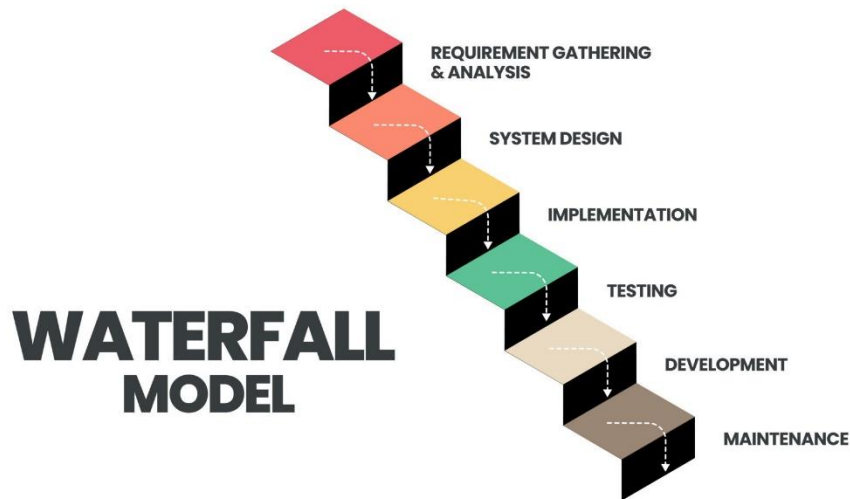 REQUIREMENT GATHERING
& ANALYSIS
SYSTEM DESIGN
IMPLEMENTATION
TESTING
DEVELOPMENT
MAINTENANCE
WATERFALL
MODEL